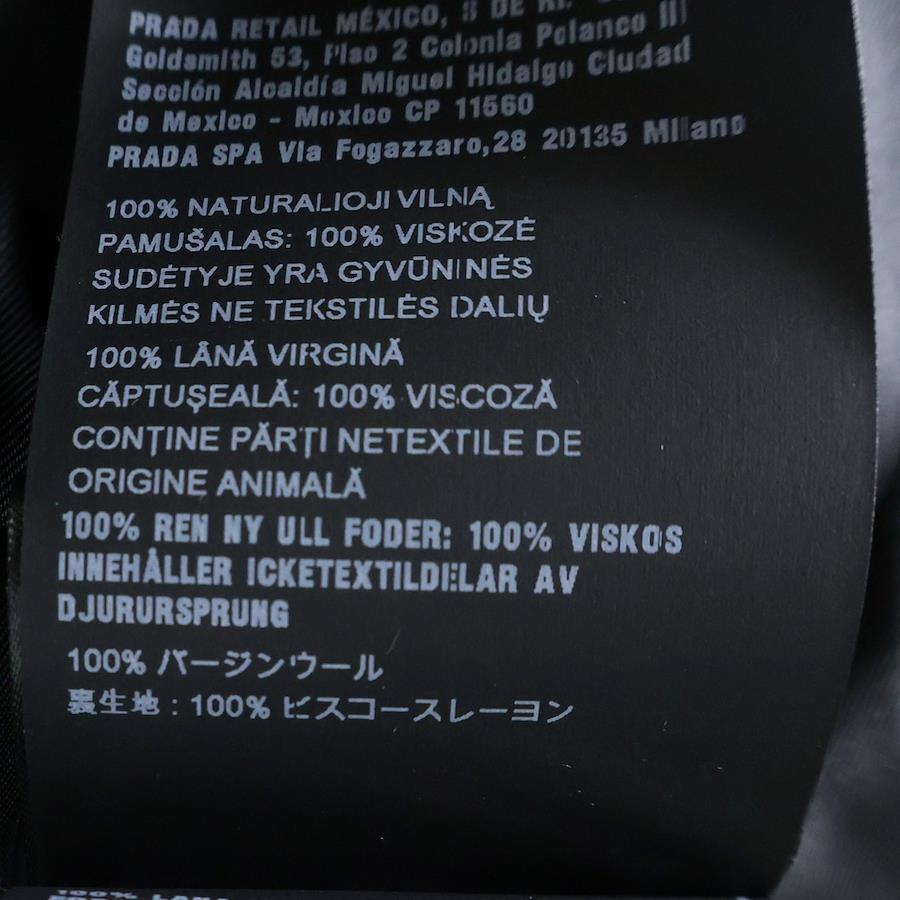 PRADA RETAIL MÉXICO, S DE
Goldsmith 53, Piso 2 Colonia Polanco III
Sección Alcaldía Miguel Hidalgo Ciudad
de Mexico - Mexico CP 11560
PRADA SPA Via Fogazzaro,28 20135 Milano
100% NATURALIOJI VILNĄ
PAMUŠALAS: 100% VISKOZĖ
SUDĖTYJE YRA GYVŪNINĖS
KILMĖS NE TEKSTILĖS DALIŲ
100% LÂNĂ VIRGINĂ
CĂPTUȘEALĂ: 100% VISCOZĂ
CONȚINE PĂRȚI NETEXTILE DE
ORIGINE ANIMALĂ
100% REN NY ULL FODER: 100% VISKOS
INNEHÅLLER ICKETEXTILDELAR AV
DJURURSPRUNG
100% バージンウール
裏生地 : 100% ビスコースレーヨン